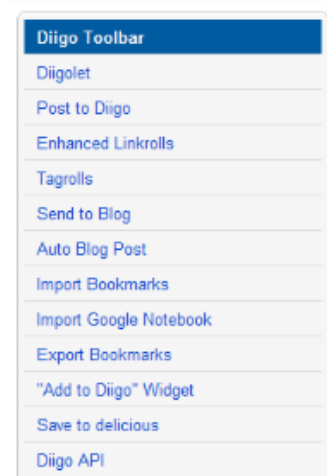 Diigo Toolbar
Diigolet
Post to Diigo
Enhanced Linkrolls
Tagrolls
Send to Blog
Auto Blog Post
Import Bookmarks
Import Google Notebook
Export Bookmarks
"Add to Diigo" Widget
Save to delicious
Diigo API